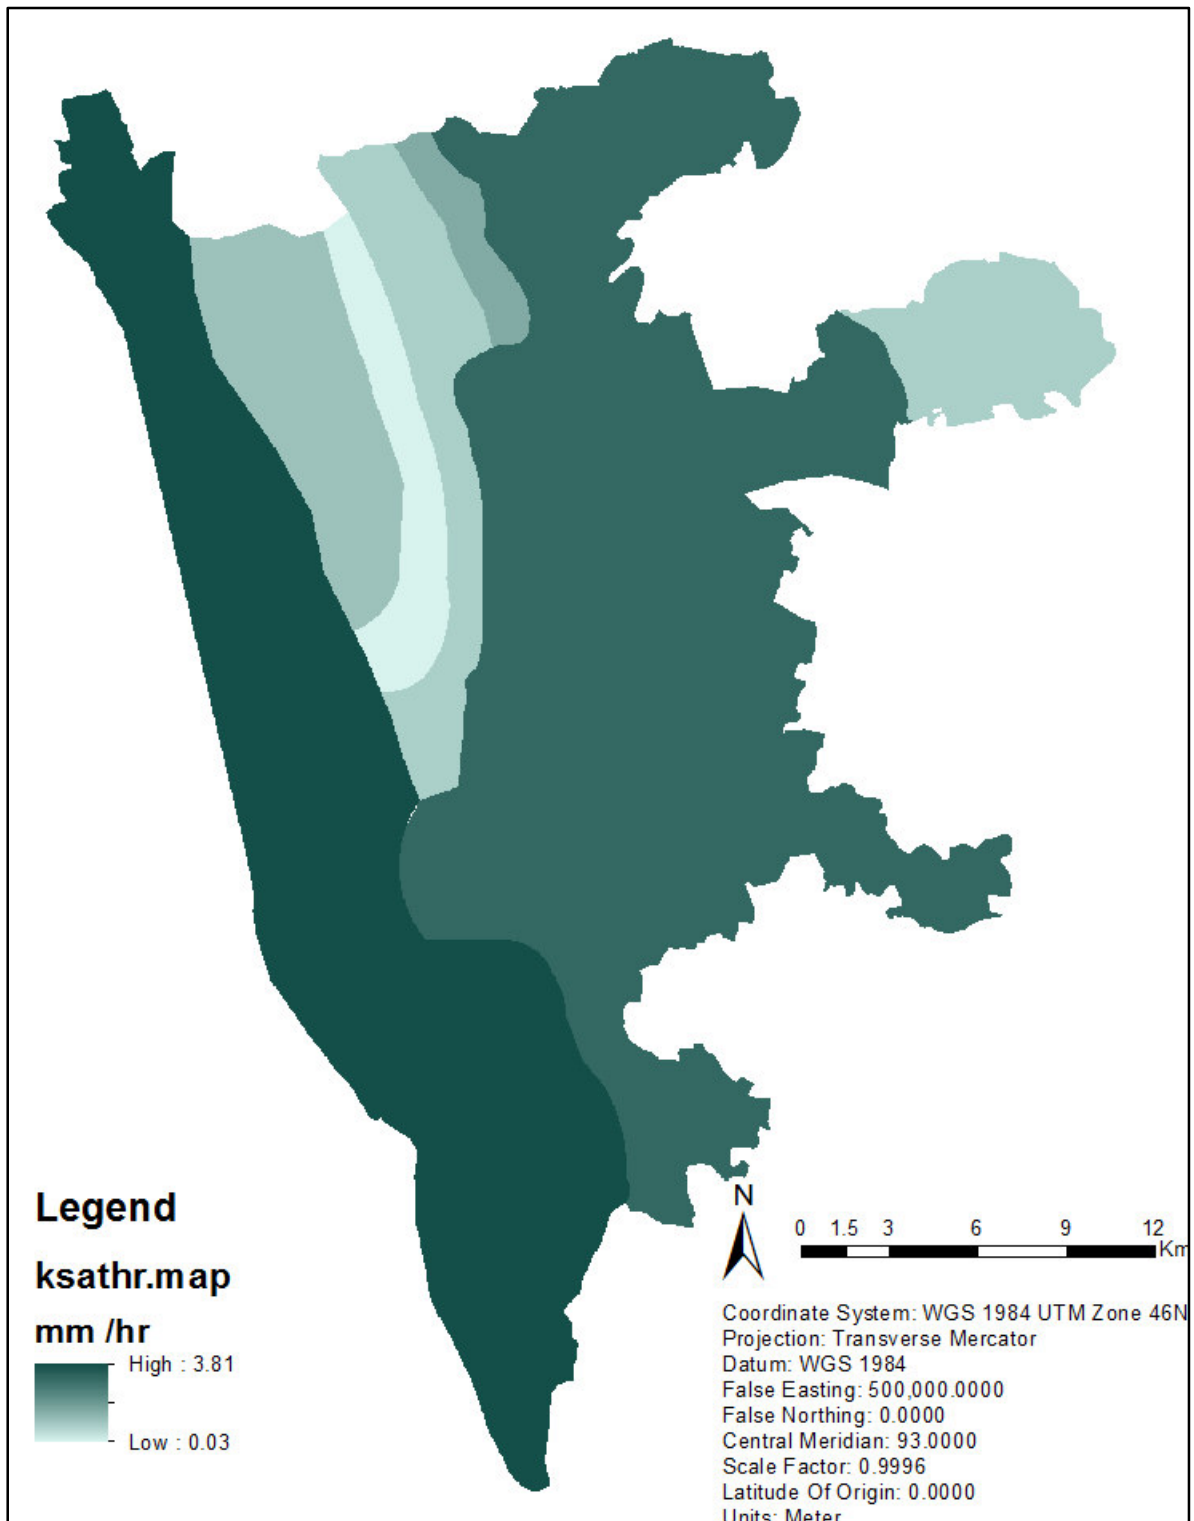 Legend
ksathr.map
mm /hr
High : 3.81
Low : 0.03
N
0 1.5 3 6 9 12
Km
Coordinate System: WGS 1984 UTM Zone 46N
Projection: Transverse Mercator
Datum: WGS 1984
False Easting: 500,000.0000
False Northing: 0.0000
Central Meridian: 93.0000
Scale Factor: 0.9996
Latitude Of Origin: 0.0000
Units: Meter